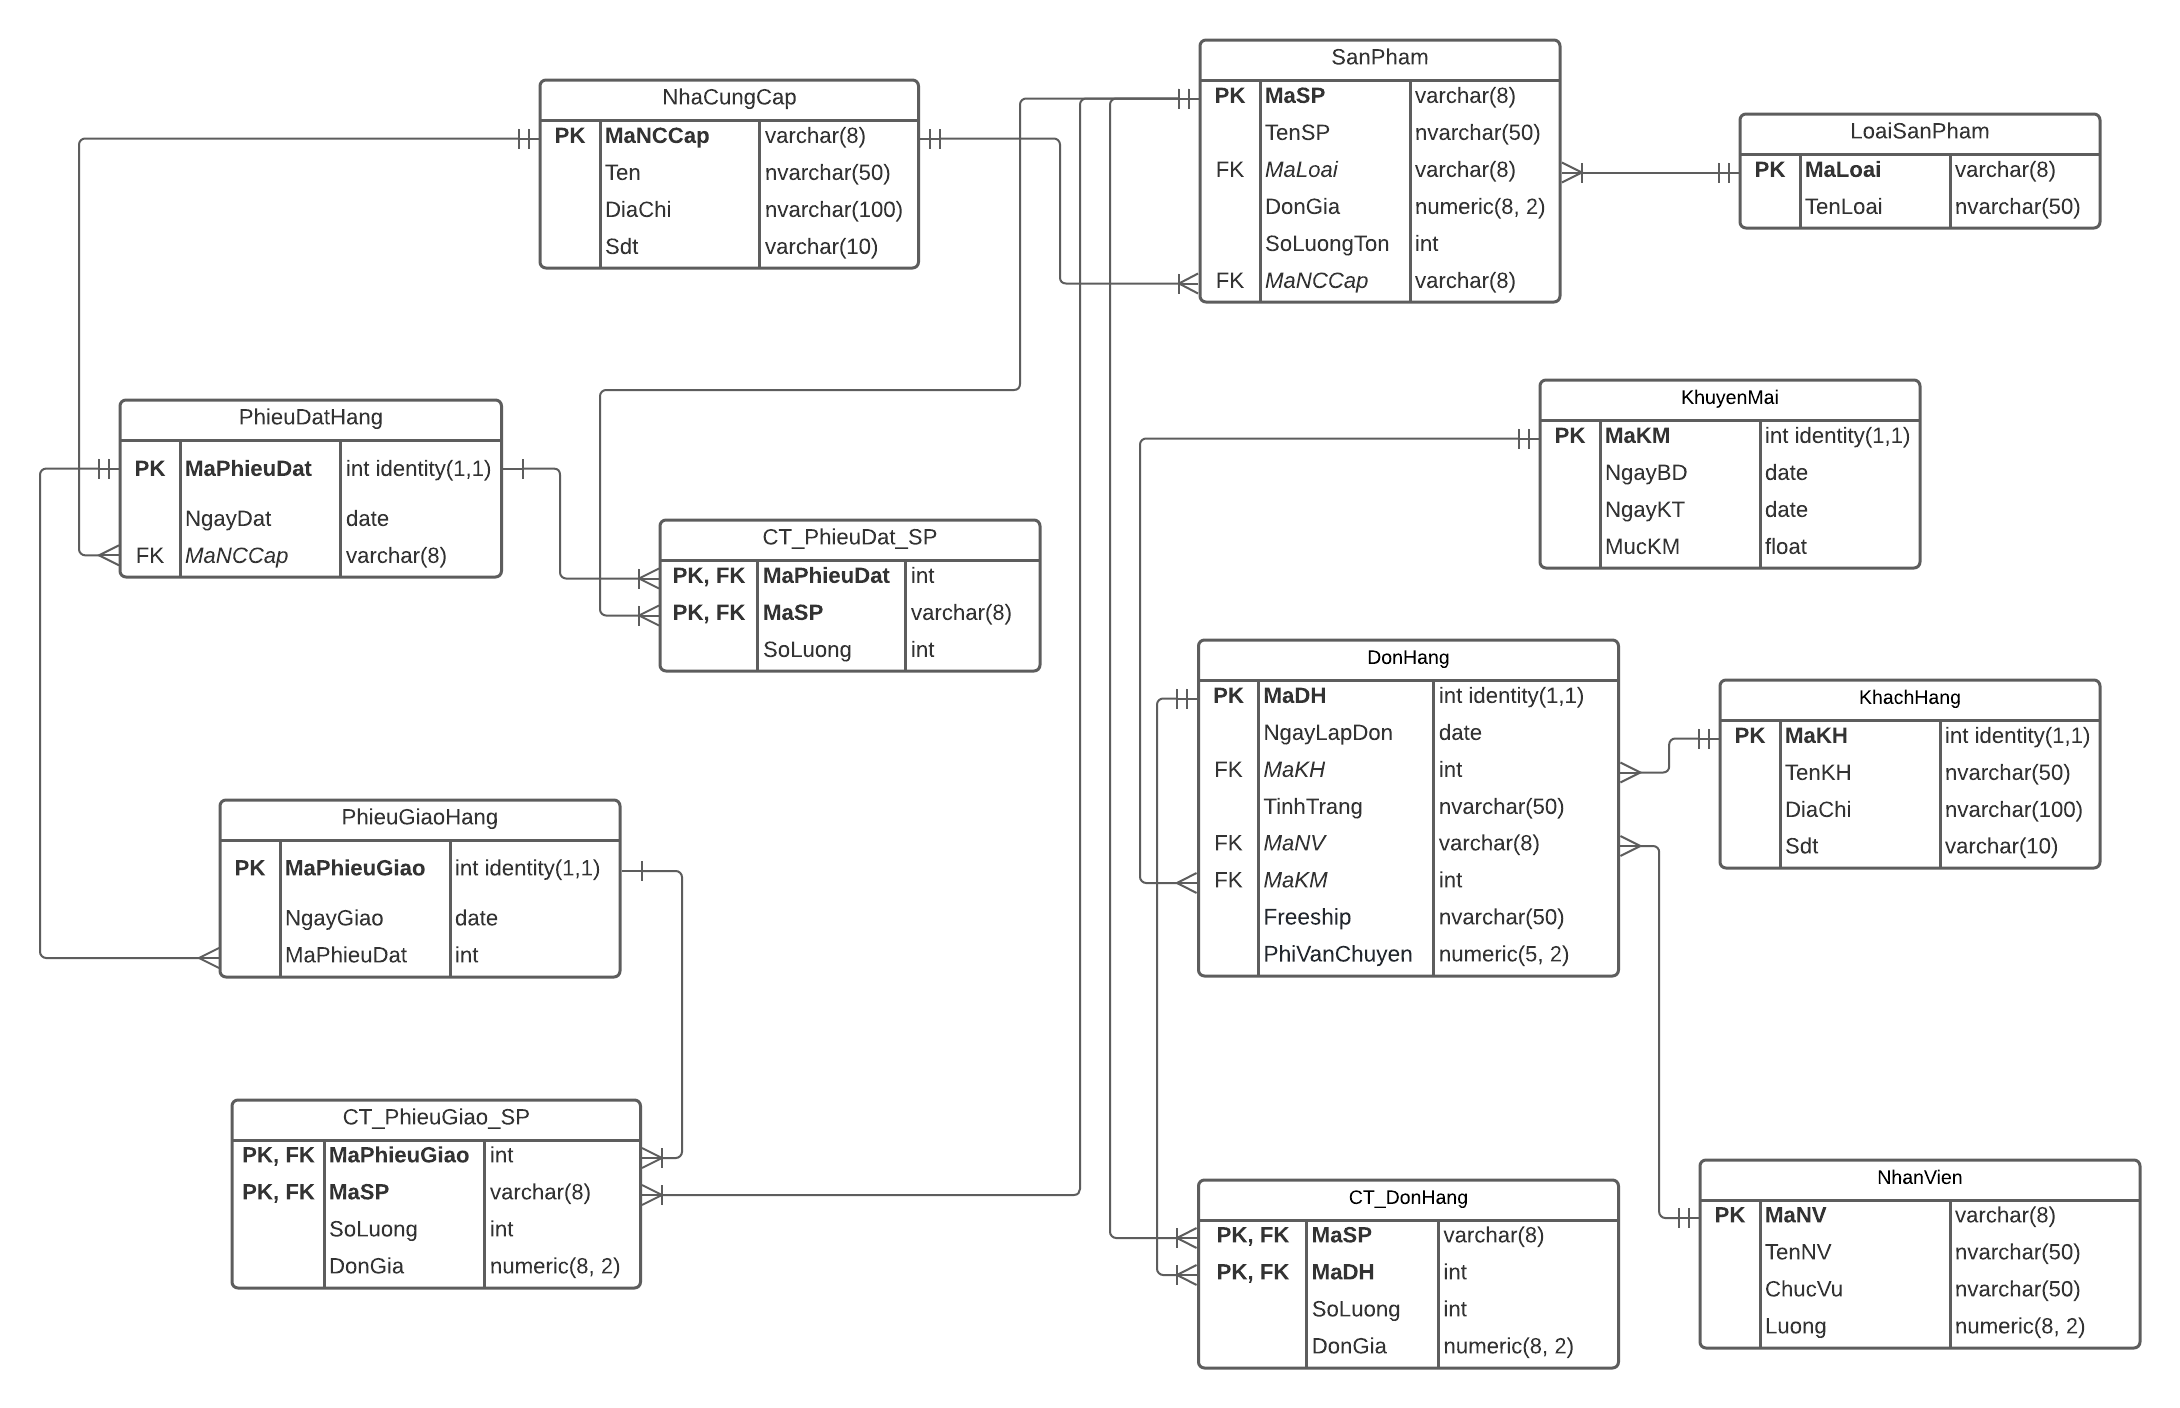 NhaCungCap
PK MaNCCap varchar(8)
Ten nvarchar(50)
DiaChi nvarchar(100)
Sdt varchar(10)
SanPham
PK MaSP varchar(8)
TenSP nvarchar(50)
FK MaLoai varchar(8)
DonGia numeric(8, 2)
SoLuongTon int
FK MaNCCap varchar(8)
LoaiSanPham
PK MaLoai varchar(8)
TenLoai nvarchar(50)
PhieuDatHang
PK MaPhieuDat int identity(1,1)
NgayDat date
FK MaNCCap varchar(8)
CT_PhieuDat_SP
PK, FK MaPhieuDat int
PK, FK MaSP varchar(8)
SoLuong int
KhuyenMai
PK MaKM int identity(1,1)
NgayBD date
NgayKT date
MucKM float
DonHang
PK MaDH int identity(1,1)
NgayLapDon date
FK MaKH int
TinhTrang nvarchar(50)
FK MaNV varchar(8)
FK MaKM int
Freeship nvarchar(50)
PhiVanChuyen numeric(5, 2)
KhachHang
PK MaKH int identity(1,1)
TenKH nvarchar(50)
DiaChi nvarchar(100)
Sdt varchar(10)
PhieuGiaoHang
PK MaPhieuGiao int identity(1,1)
NgayGiao date
MaPhieuDat int
CT_PhieuGiao_SP
PK, FK MaPhieuGiao int
PK, FK MaSP varchar(8)
SoLuong int
DonGia numeric(8, 2)
CT_DonHang
PK, FK MaSP varchar(8)
PK, FK MaDH int
SoLuong int
DonGia numeric(8, 2)
NhanVien
PK MaNV varchar(8)
TenNV nvarchar(50)
ChucVu nvarchar(50)
Luong numeric(8, 2)